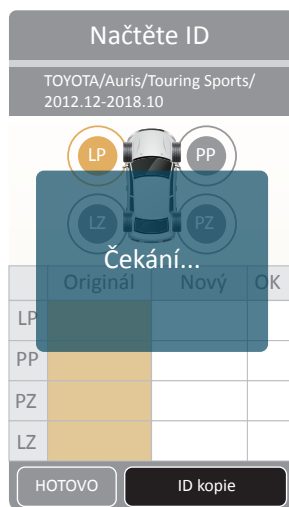 Načtěte ID
TOYOTA/Auris/Touring Sports/
2012.12-2018.10
LP PP
LZ PZ
Čekání...
Originál Nový OK
LP
PP
PZ
LZ
HOTOVO ID kopie